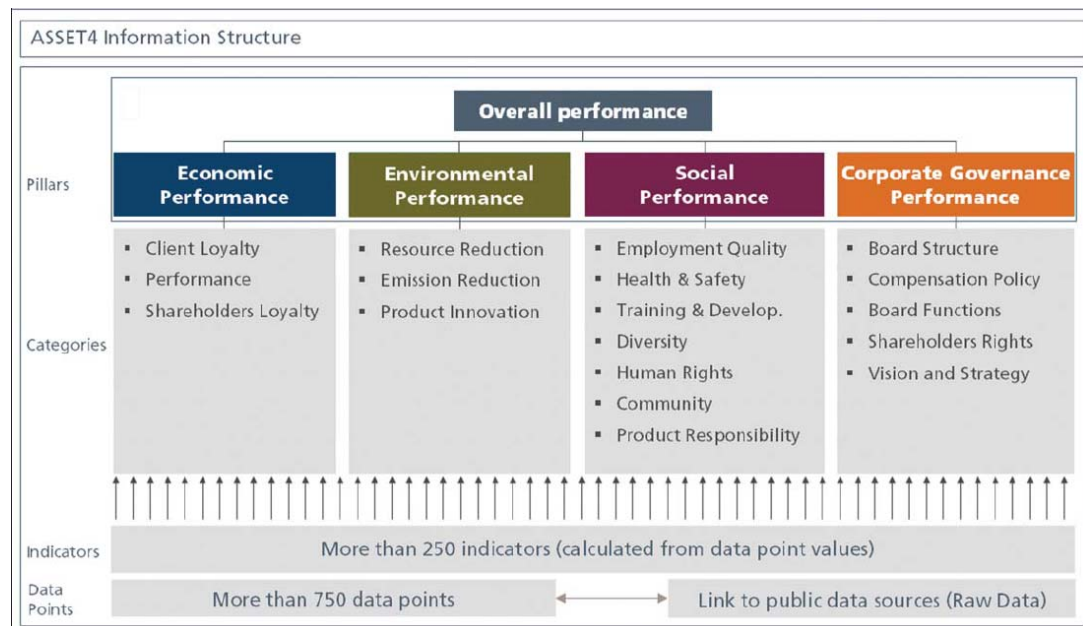 ASSET4 Information Structure
Overall performance
Pillars
Economic
Performance
Environmental
Performance
Social
Performance
Corporate Governance
Performance
Categories
▪ Client Loyalty
▪ Performance
▪ Shareholders Loyalty
▪ Resource Reduction
▪ Emission Reduction
▪ Product Innovation
▪ Employment Quality
▪ Health & Safety
▪ Training & Develop.
▪ Diversity
▪ Human Rights
▪ Community
▪ Product Responsibility
▪ Board Structure
▪ Compensation Policy
▪ Board Functions
▪ Shareholders Rights
▪ Vision and Strategy
Indicators
More than 250 indicators (calculated from data point values)
Data
Points
More than 750 data points
Link to public data sources (Raw Data)